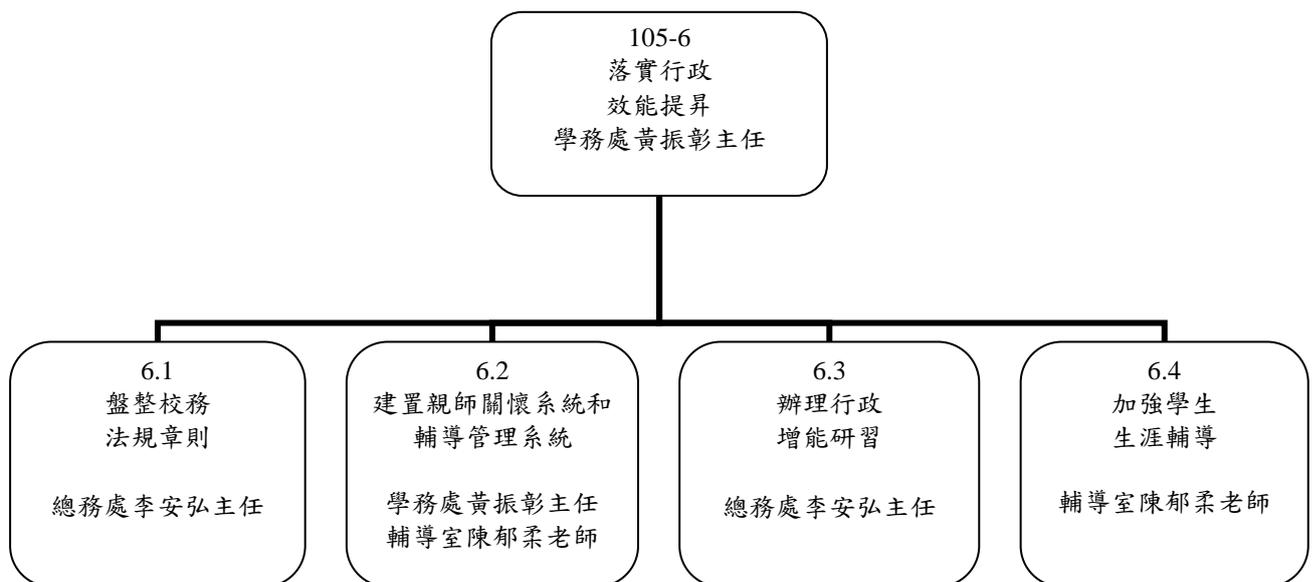 105-6
落實行政
效能提昇
學務處黃振彰主任
6.1
盤整校務
法規章則
總務處李安弘主任
6.2
建置親師關懷系統和
輔導管理系統
學務處黃振彰主任
輔導室陳郁柔老師
6.3
辦理行政
增能研習
總務處李安弘主任
6.4
加強學生
生涯輔導
輔導室陳郁柔老師